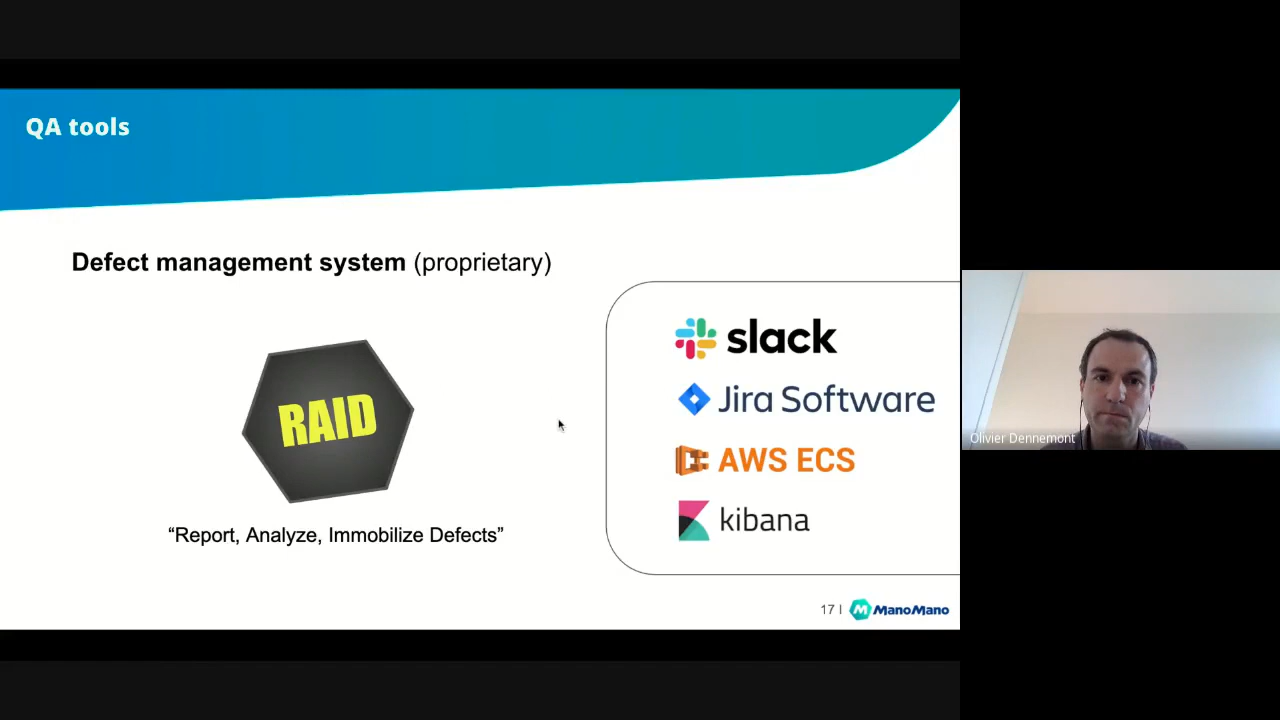 QA tools
Defect management system (proprietary)
RAID
“Report, Analyze, Immobilize Defects”
slack
Jira Software
AWS ECS
kibana
17 |
M ManoMano
Olivier Dennemont